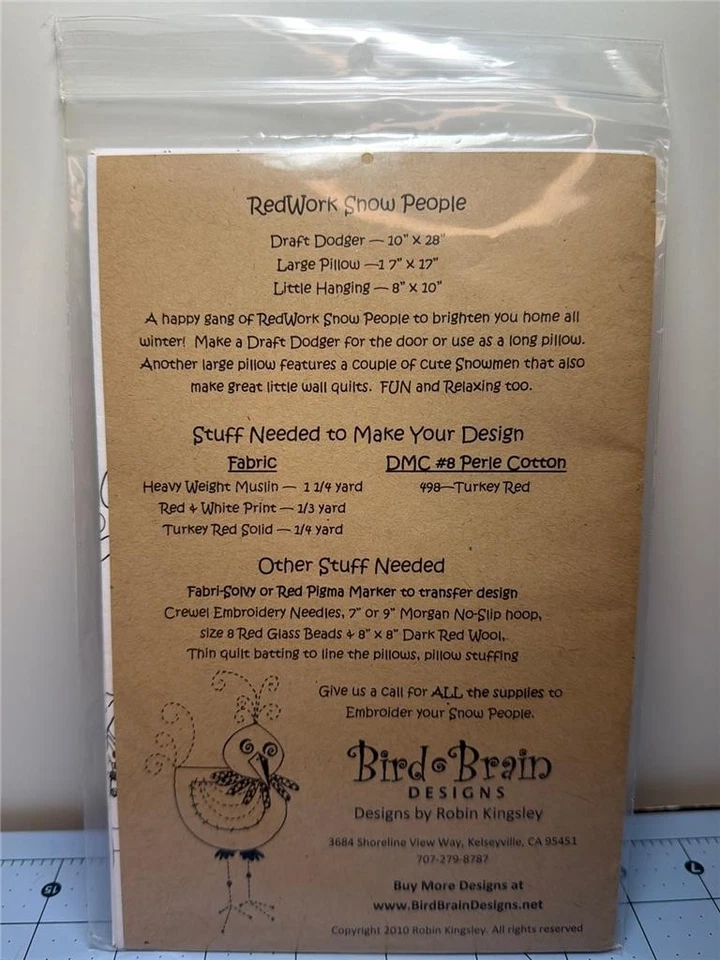 RedWork Snow People
Draft Dodger — 10" X 28"
Large Pillow —1 7" X 17"
Little Hanging — 8" X 10"
A happy gang of RedWork Snow People to brighten you home all
winter! Make a Draft Dodger for the door or use as a long pillow.
Another large pillow features a couple of cute Snowmen that also
make great little wall quilts. FUN and Relaxing too.
Stuff Needed to Make Your Design
Fabric
Heavy Weight Muslin — 1 1/4 yard
Red & White Print — 1/3 yard
Turkey Red Solid — 1/4 yard
DMC #8 Perle Cotton
498—Turkey Red
Other Stuff Needed
Fabri-Solvy or Red Pigma Marker to transfer design
Crewel Embroidery Needles, 7" or 9" Morgan No-Slip hoop,
size 8 Red Glass Beads & 8" X 8" Dark Red Wool,
Thin quilt batting to line the pillows, pillow stuffing
Give us a call for ALL the supplies to
Embroider your Snow People.
Bird Brain
DESIGNS
Designs by Robin Kingsley
3684 Shoreline View Way, Kelseyville, CA 95451
707-279-8787
Buy More Designs at
www.BirdBrainDesigns.net
Copyright 2010 Robin Kingsley. All rights reserved
15